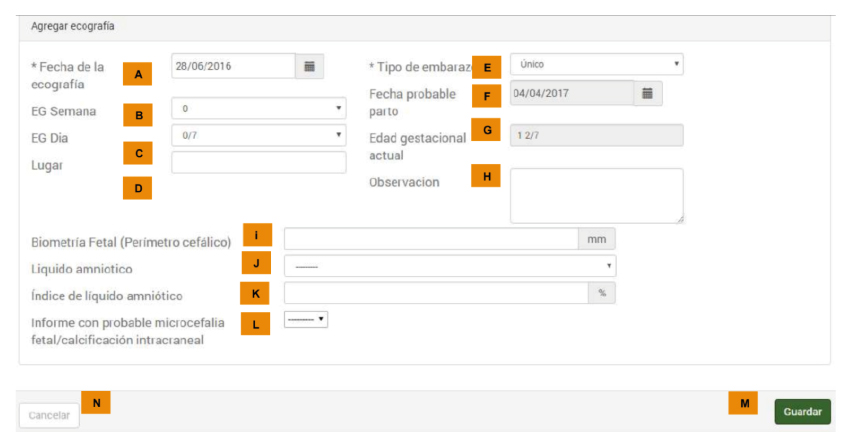 Agregar ecografía
* Fecha de la ecografía
A
28/06/2016
EG Semana
B
0
EG Dia
C
0/7
Lugar
D
* Tipo de embaraz
E
Único
Fecha probable parto
F
04/04/2017
Edad gestacional actual
G
1 2/7
Observacion
H
Biometría Fetal (Perímetro cefálico)
i
mm
Liquido amniotico
J
------
Índice de líquido amniótico
K
%
Informe con probable microcefalia
fetal/calcificación intracraneal
L
---------
Cancelar
N
M
Guardar